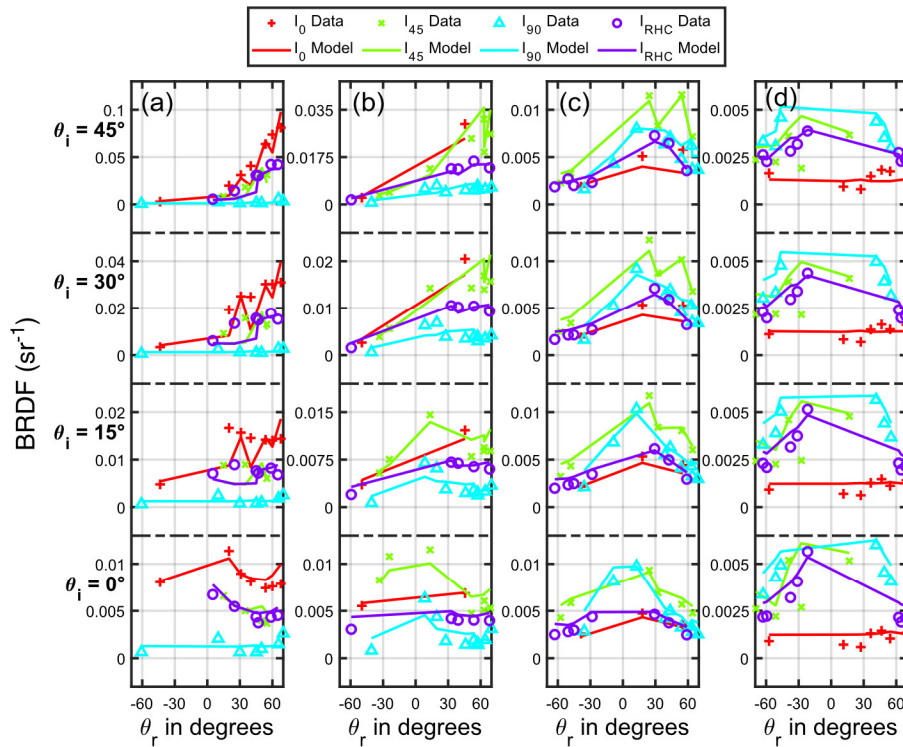 I0 Data I45 Data I90 Data IRHC Data
I0 Model I45 Model I90 Model IRHC Model
(a) (b) (c) (d)
θi = 45°
0.1 0.035 0.01 0.005
0.05 0.0175 0.005 0.0025
0 0 0 0
θi = 30°
0.04 0.02 0.01 0.005
0.02 0.01 0.005 0.0025
0 0 0 0
θi = 15°
0.02 0.015 0.01 0.005
0.01 0.0075 0.005 0.0025
0 0 0 0
θi = 0°
0.01 0.01 0.01 0.005
0.005 0.005 0.005 0.0025
0 0 0 0
BRDF (sr-1)
-60 -30 0 30 60 -60 -30 0 30 60 -60 -30 0 30 60 -60 -30 0 30 60
θr in degrees θr in degrees θr in degrees θr in degrees